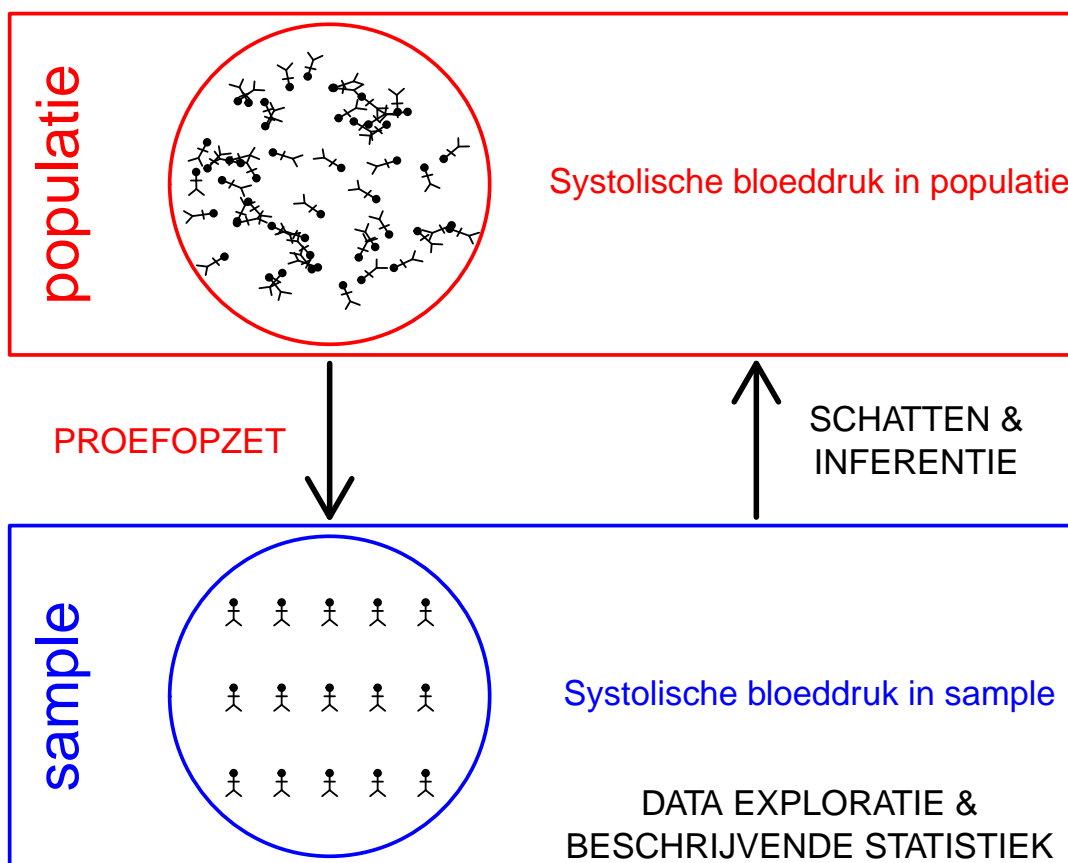 populatie
Systolische bloeddruk in populatie
PROEFOPZET
SCHATTEN &
INFERENTIE
sample
Systolische bloeddruk in sample
DATA EXPLORATIE &
BESCHRIJVENDE STATISTIEK